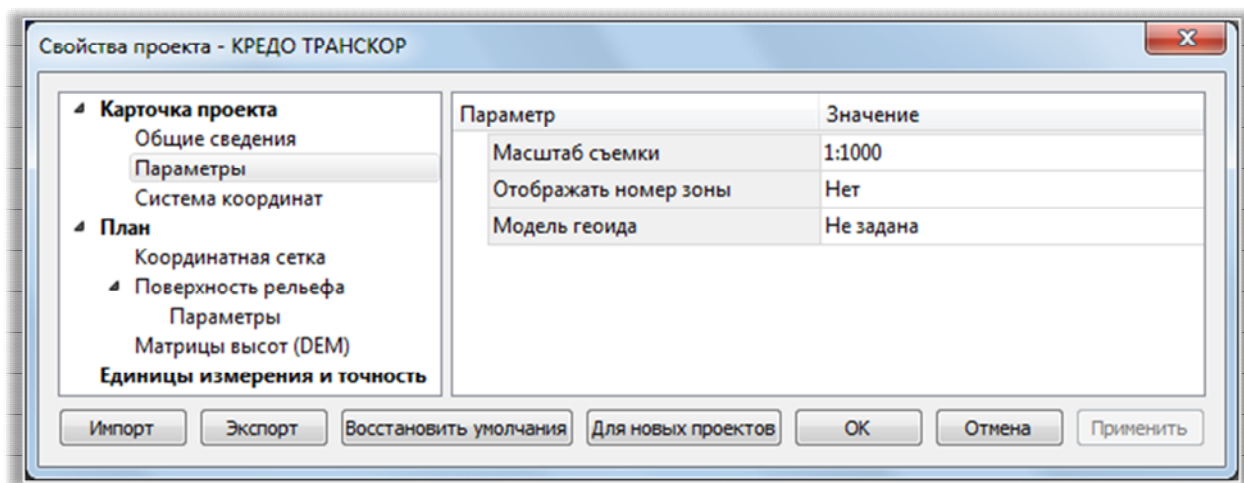 Свойства проекта - КРЕДО ТРАНСКОР
Карточка проекта
Общие сведения
Параметры
Система координат
План
Координатная сетка
Поверхность рельефа
Параметры
Матрицы высот (DEM)
Единицы измерения и точность
Параметр Значение
Масштаб съемки 1:1000
Отображать номер зоны Нет
Модель геоида Не задана
Импорт Экспорт Восстановить умолчания Для новых проектов ОК Отмена Применить